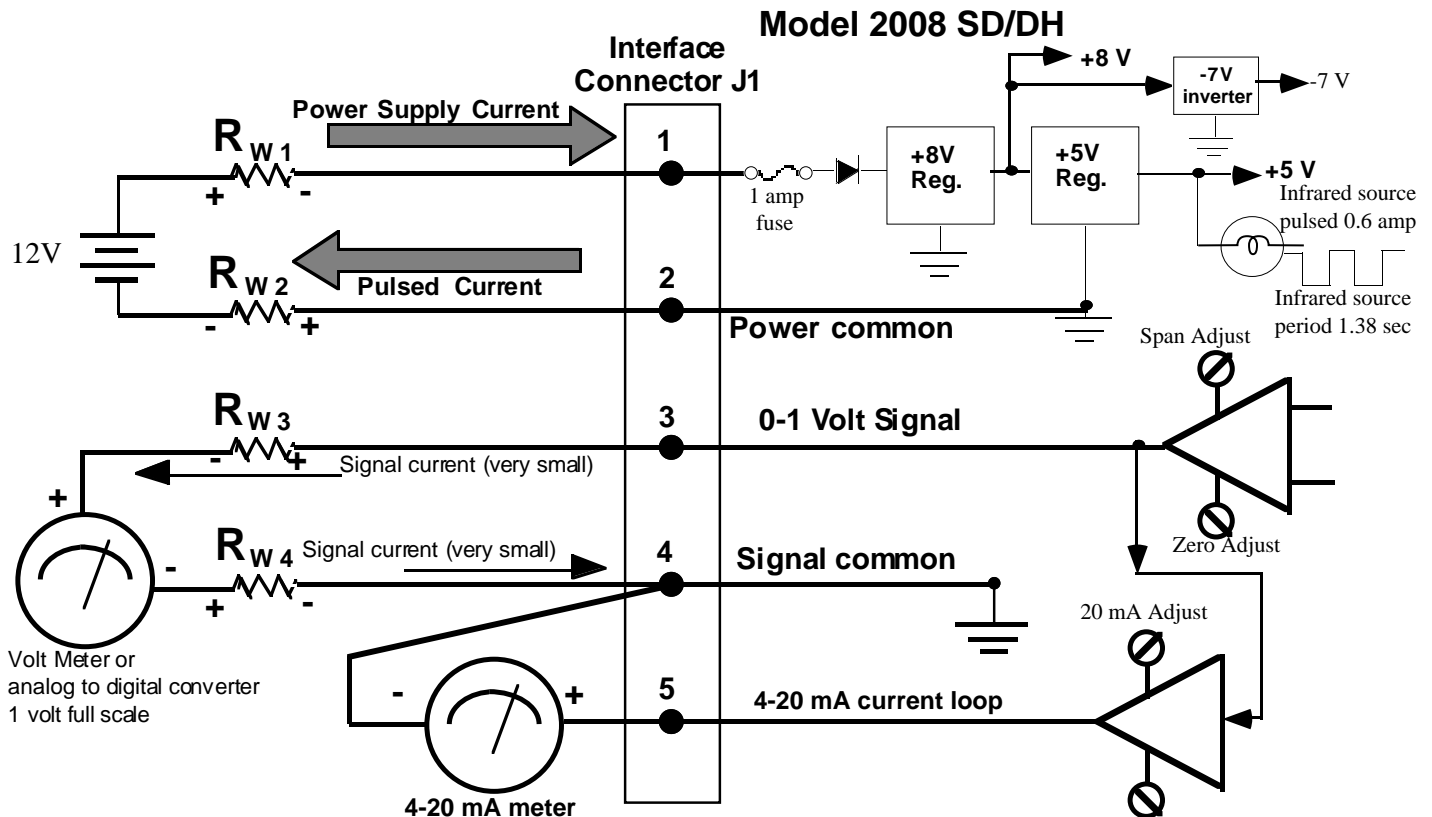 Model 2008 SD/DH
Interface
Connector J1
+8 V
-7V
inverter
-7 V
Power Supply Current
1
R W 1
+ -
+8V
Reg.
+5V
Reg.
+5 V
1 amp
fuse
Infrared source
pulsed 0.6 amp
12V
R W 2
- +
Pulsed Current
2
Power common
Infrared source
period 1.38 sec
Span Adjust
R W 3
- +
3
0-1 Volt Signal
Signal current (very small)
+
R W 4
Signal current (very small)
4
Signal common
Zero Adjust
-
+ -
20 mA Adjust
Volt Meter or
analog to digital converter
1 volt full scale
- +
5
4-20 mA current loop
4-20 mA meter